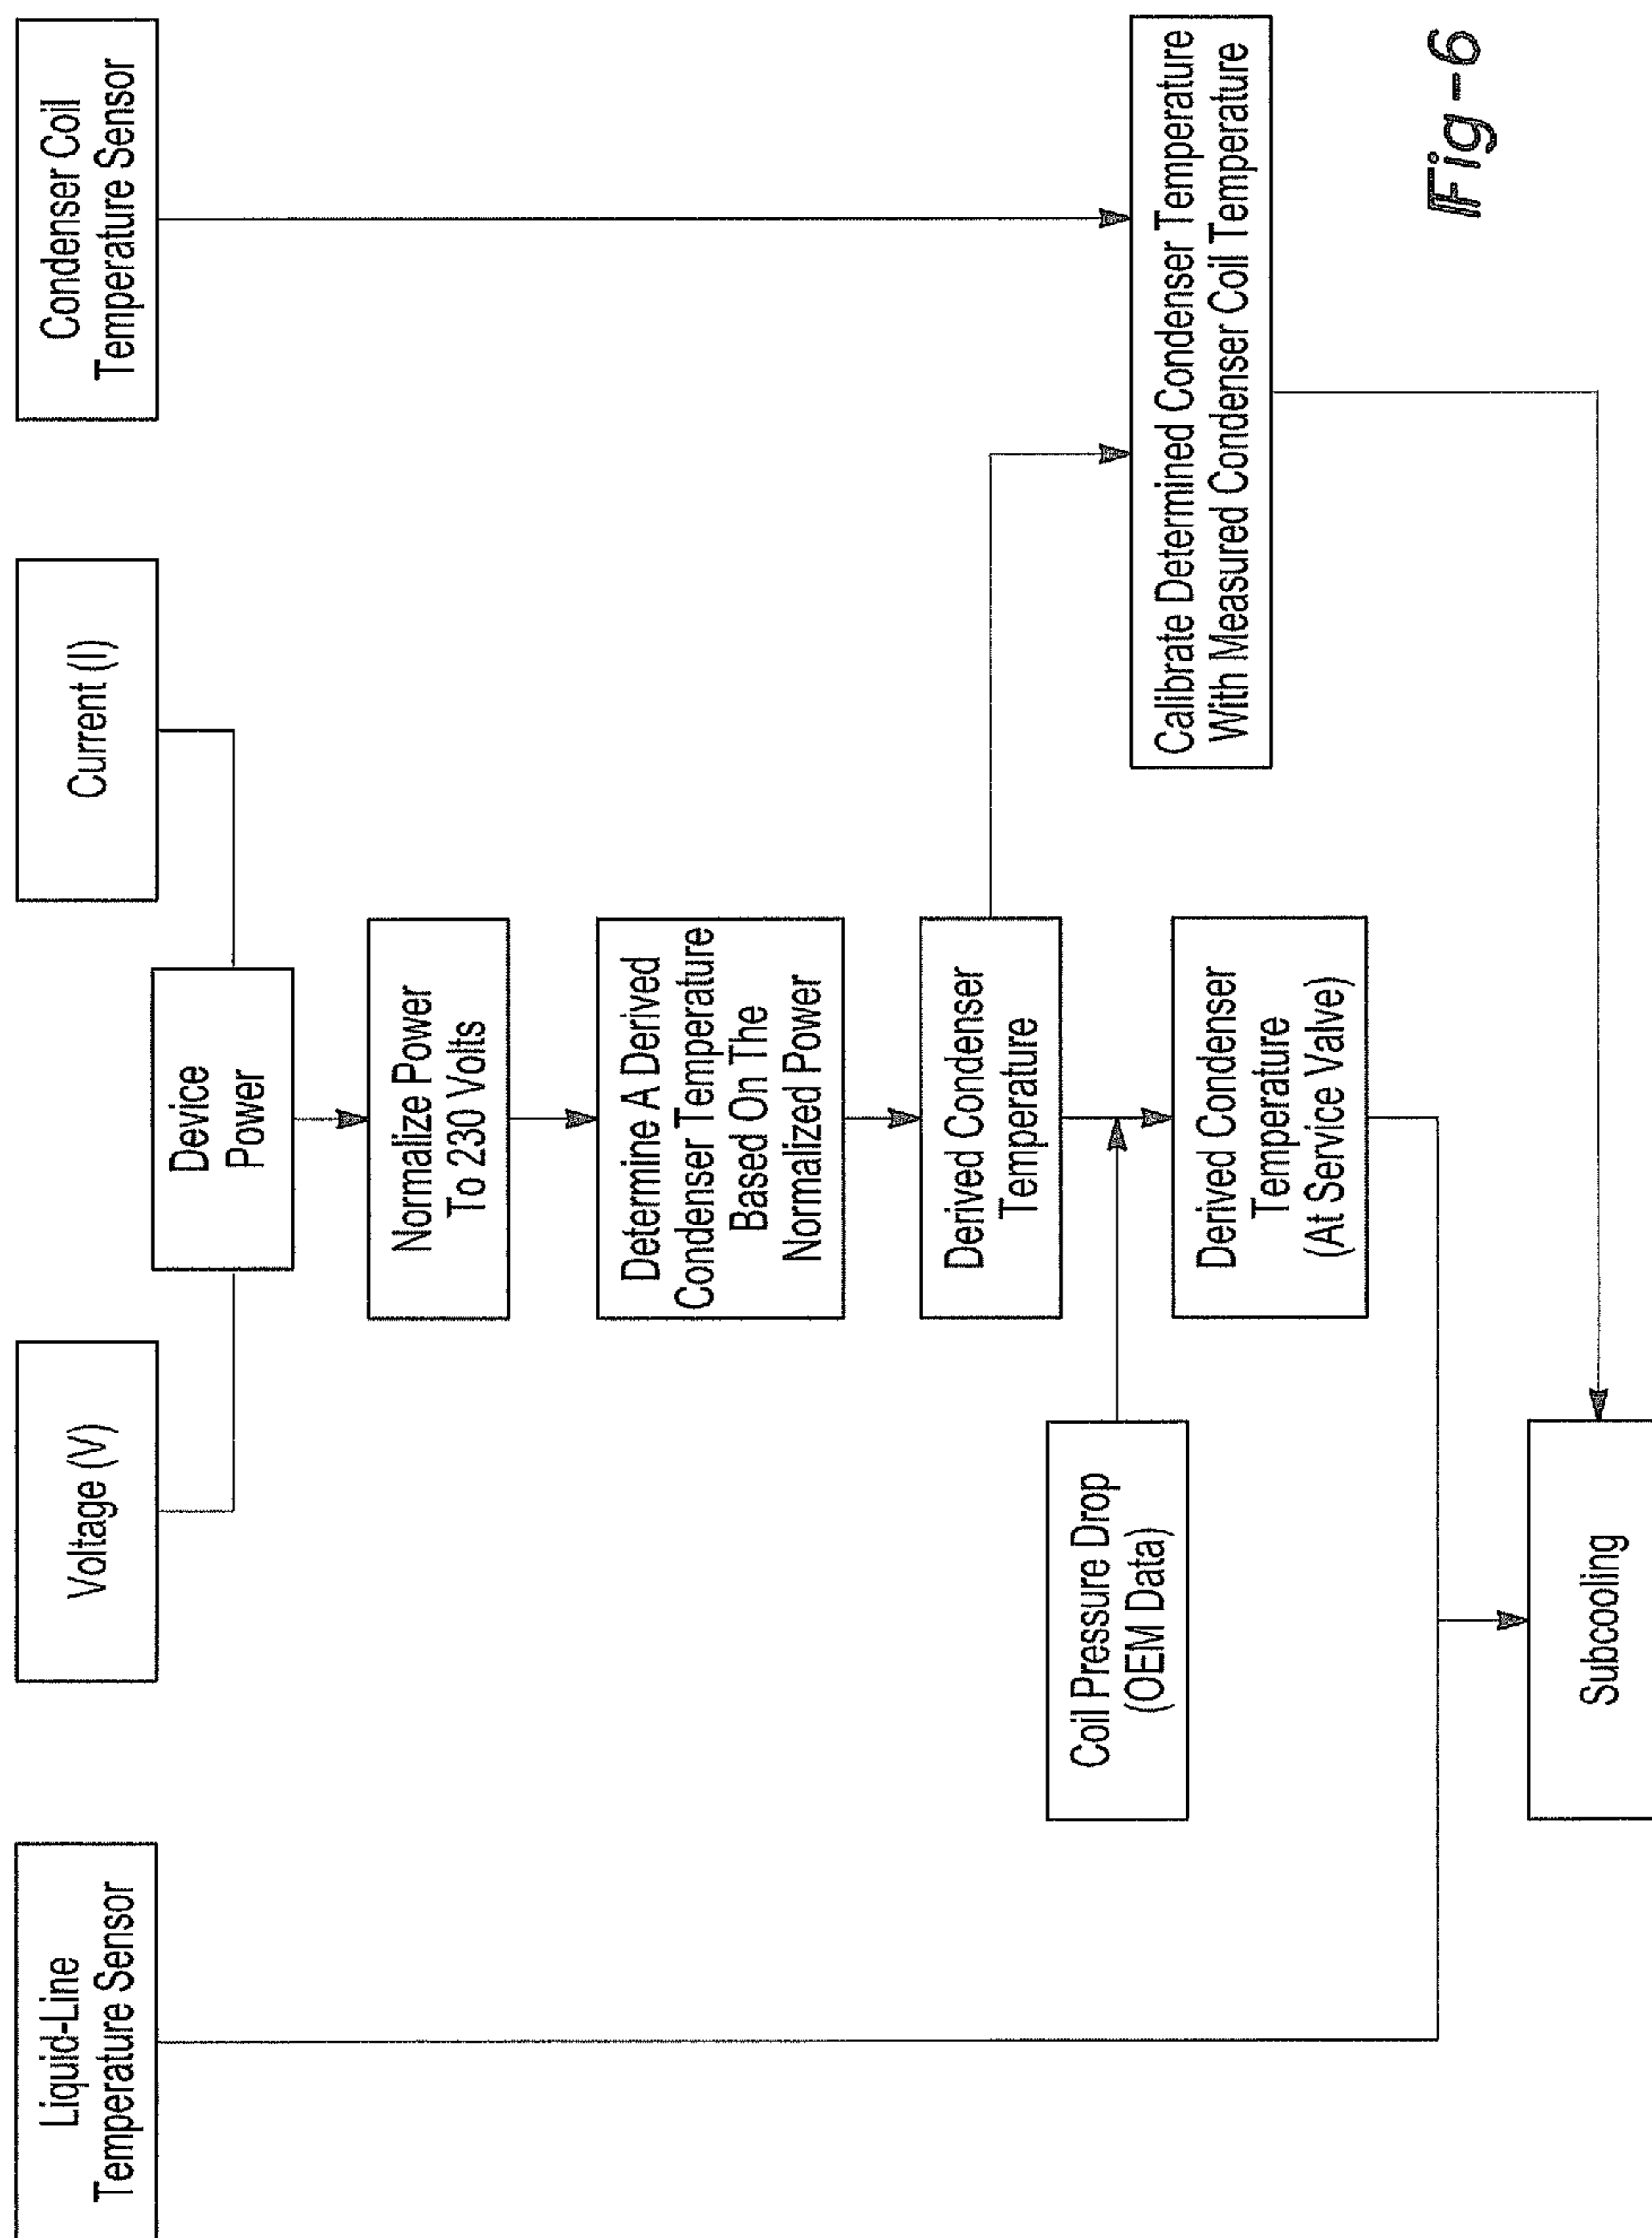 Liquid-Line
Temperature Sensor
Voltage (V)
Current (I)
Condenser Coil
Temperature Sensor
Device
Power
Normalize Power
To 230 Volts
Determine A Derived
Condenser Temperature
Based On The
Normalized Power
Derived Condenser
Temperature
Coil Pressure Drop
(OEM Data)
Derived Condenser
Temperature
(At Service Valve)
Calibrate Determined Condenser Temperature
With Measured Condenser Coil Temperature
Subcooling
Fig-6